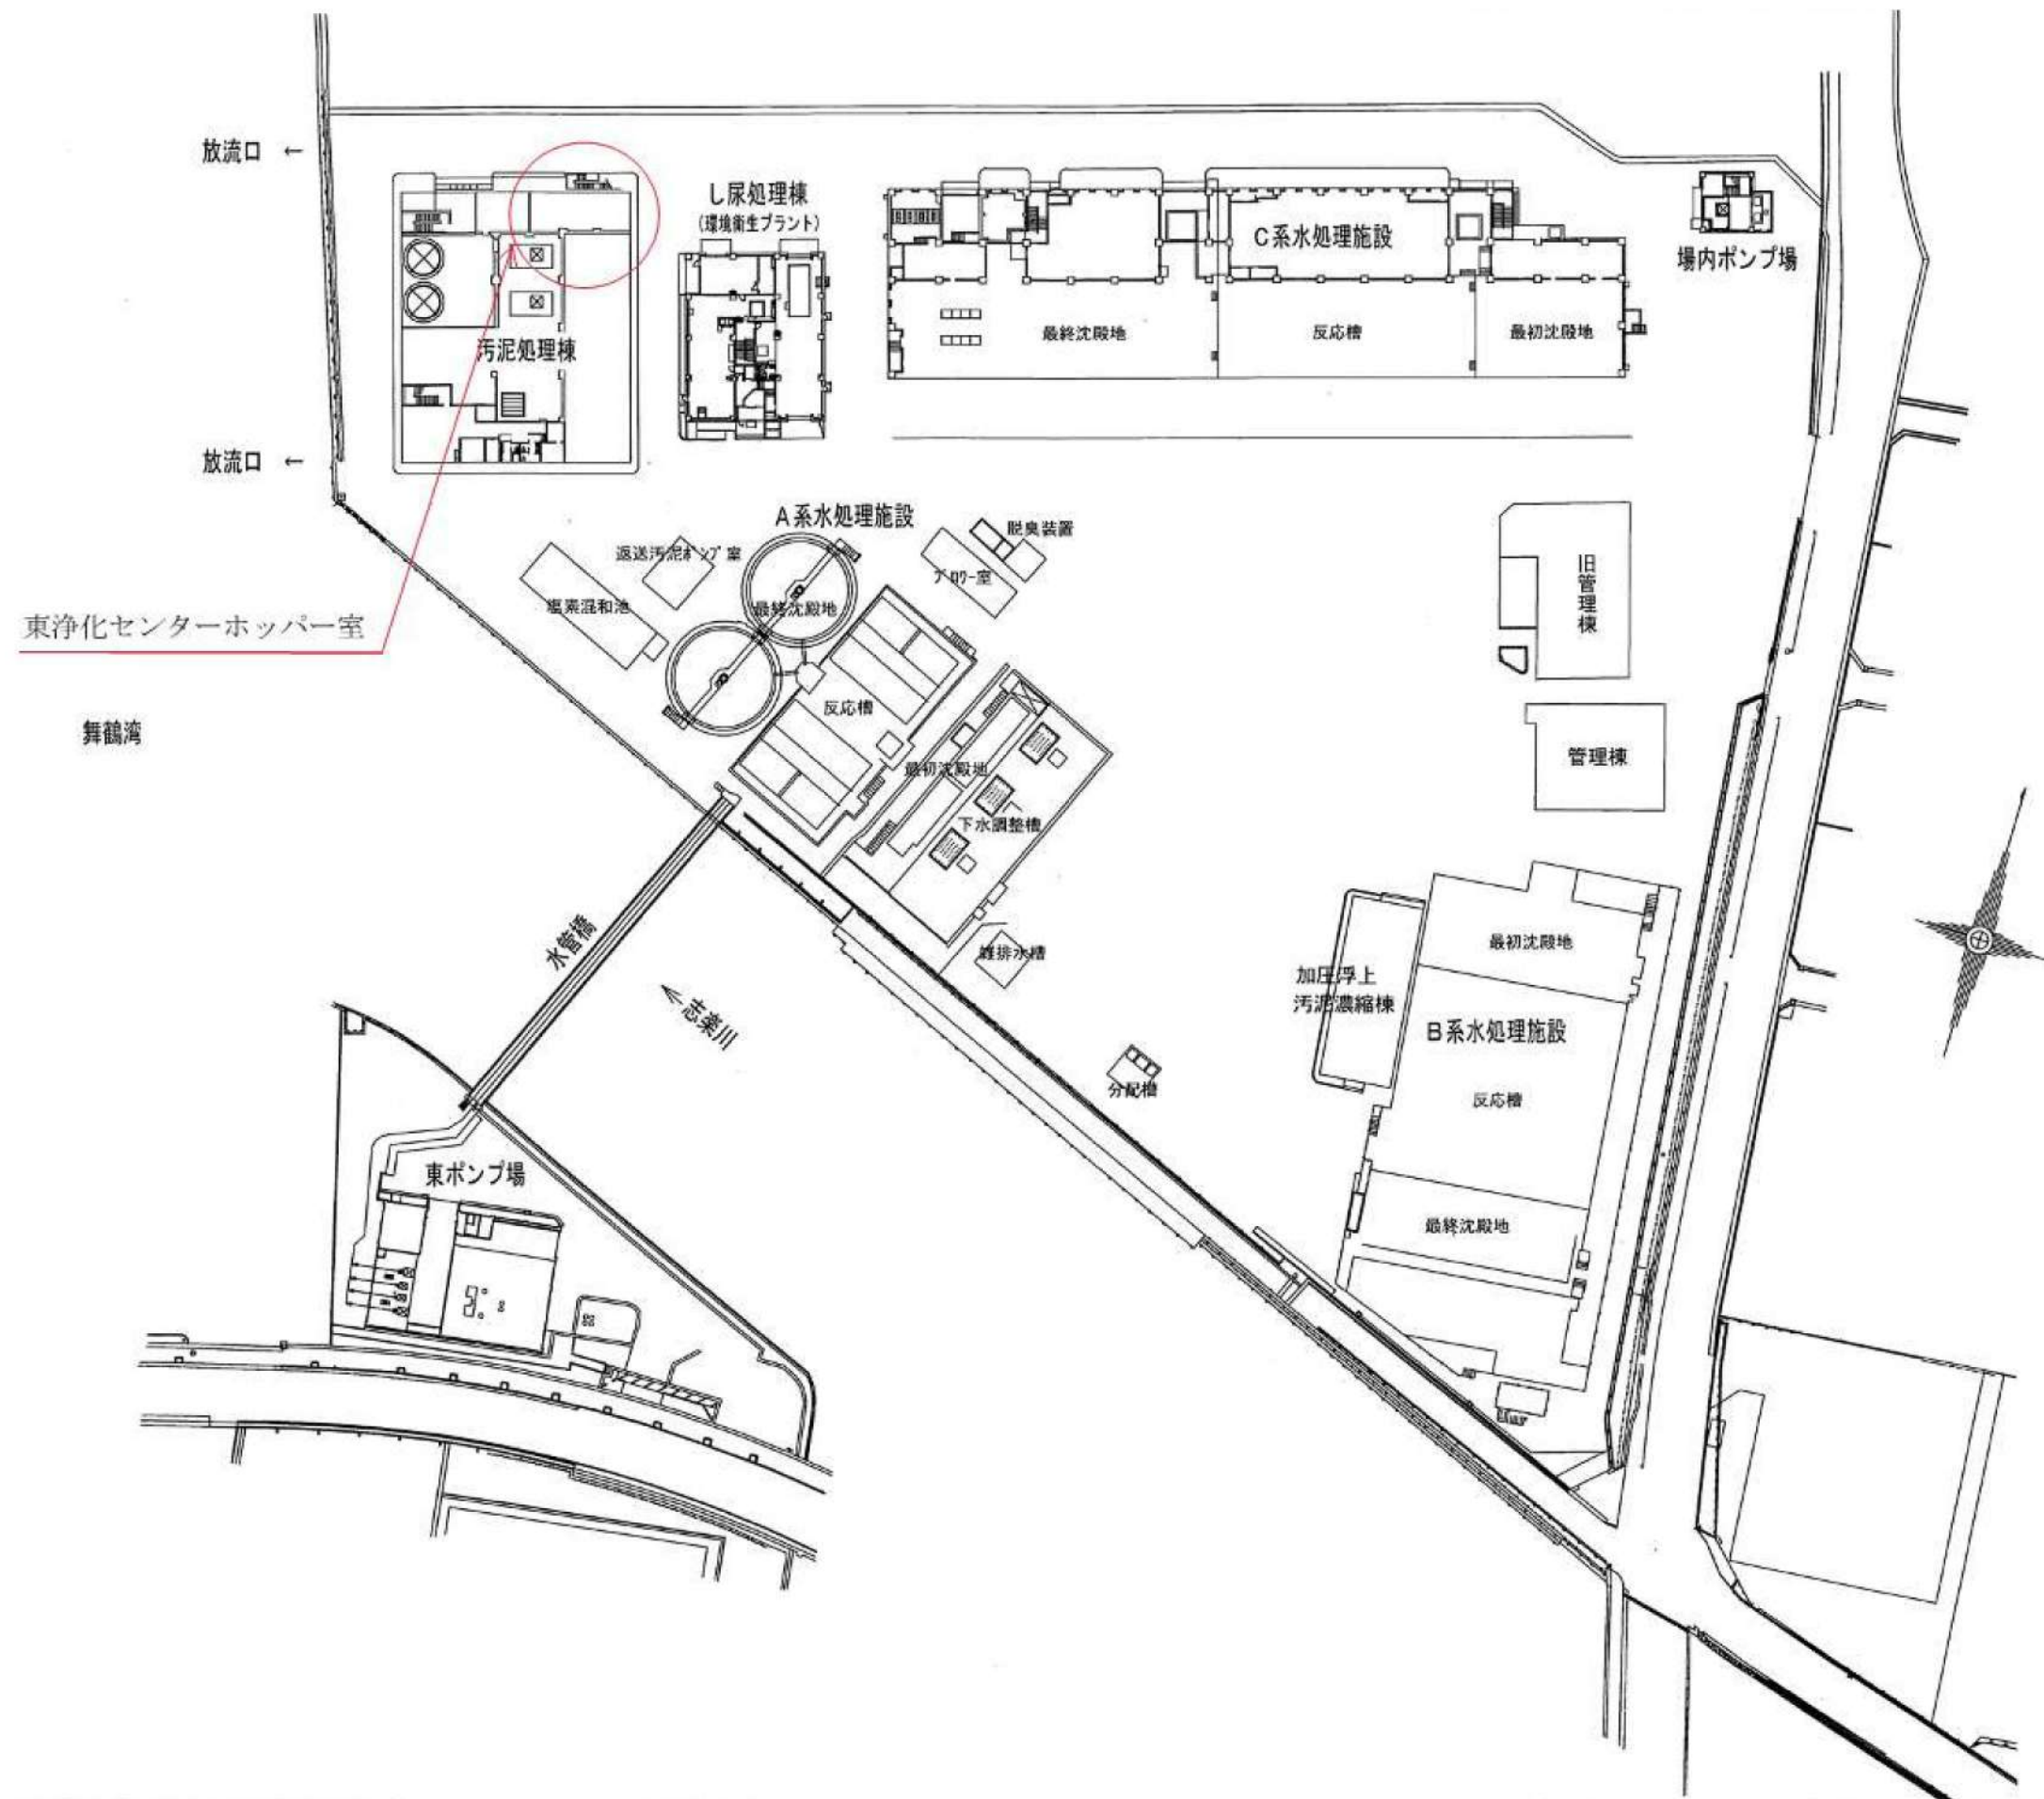 放流口 ←
し尿処理棟
(環境衛生プラント)
C系水処理施設
場内ポンプ場
最終沈殿地
反応槽
最初沈殿地
汚泥処理棟
放流口 ←
A系水処理施設
脱臭装置
返送汚泥ポンプ室
ブロワー室
塩素混和池
最終沈殿地
旧管理棟
東浄化センターホッパー室
反応槽
舞鶴湾
管理棟
最初沈殿地
下水調整槽
水管橋
雑排水槽
最初沈殿地
加圧浮上
汚泥濃縮棟
志楽川
B系水処理施設
分配槽
反応槽
東ポンプ場
最終沈殿地